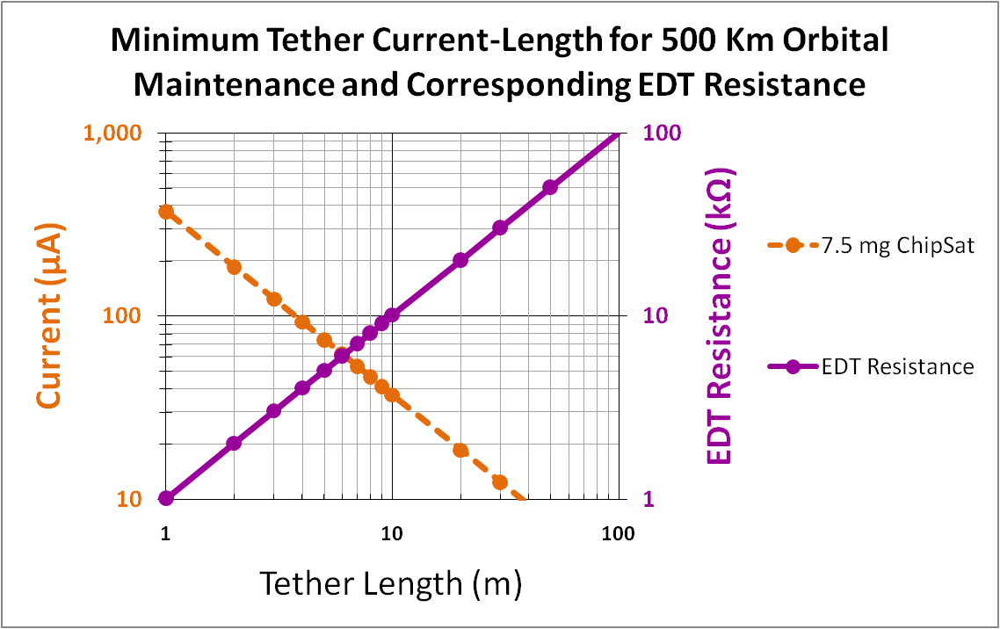 Minimum Tether Current-Length for 500 Km Orbital
Maintenance and Corresponding EDT Resistance
1,000
100
10
Current (µA)
100
10
1
EDT Resistance (kΩ)
7.5 mg ChipSat
EDT Resistance
1
10
100
Tether Length (m)